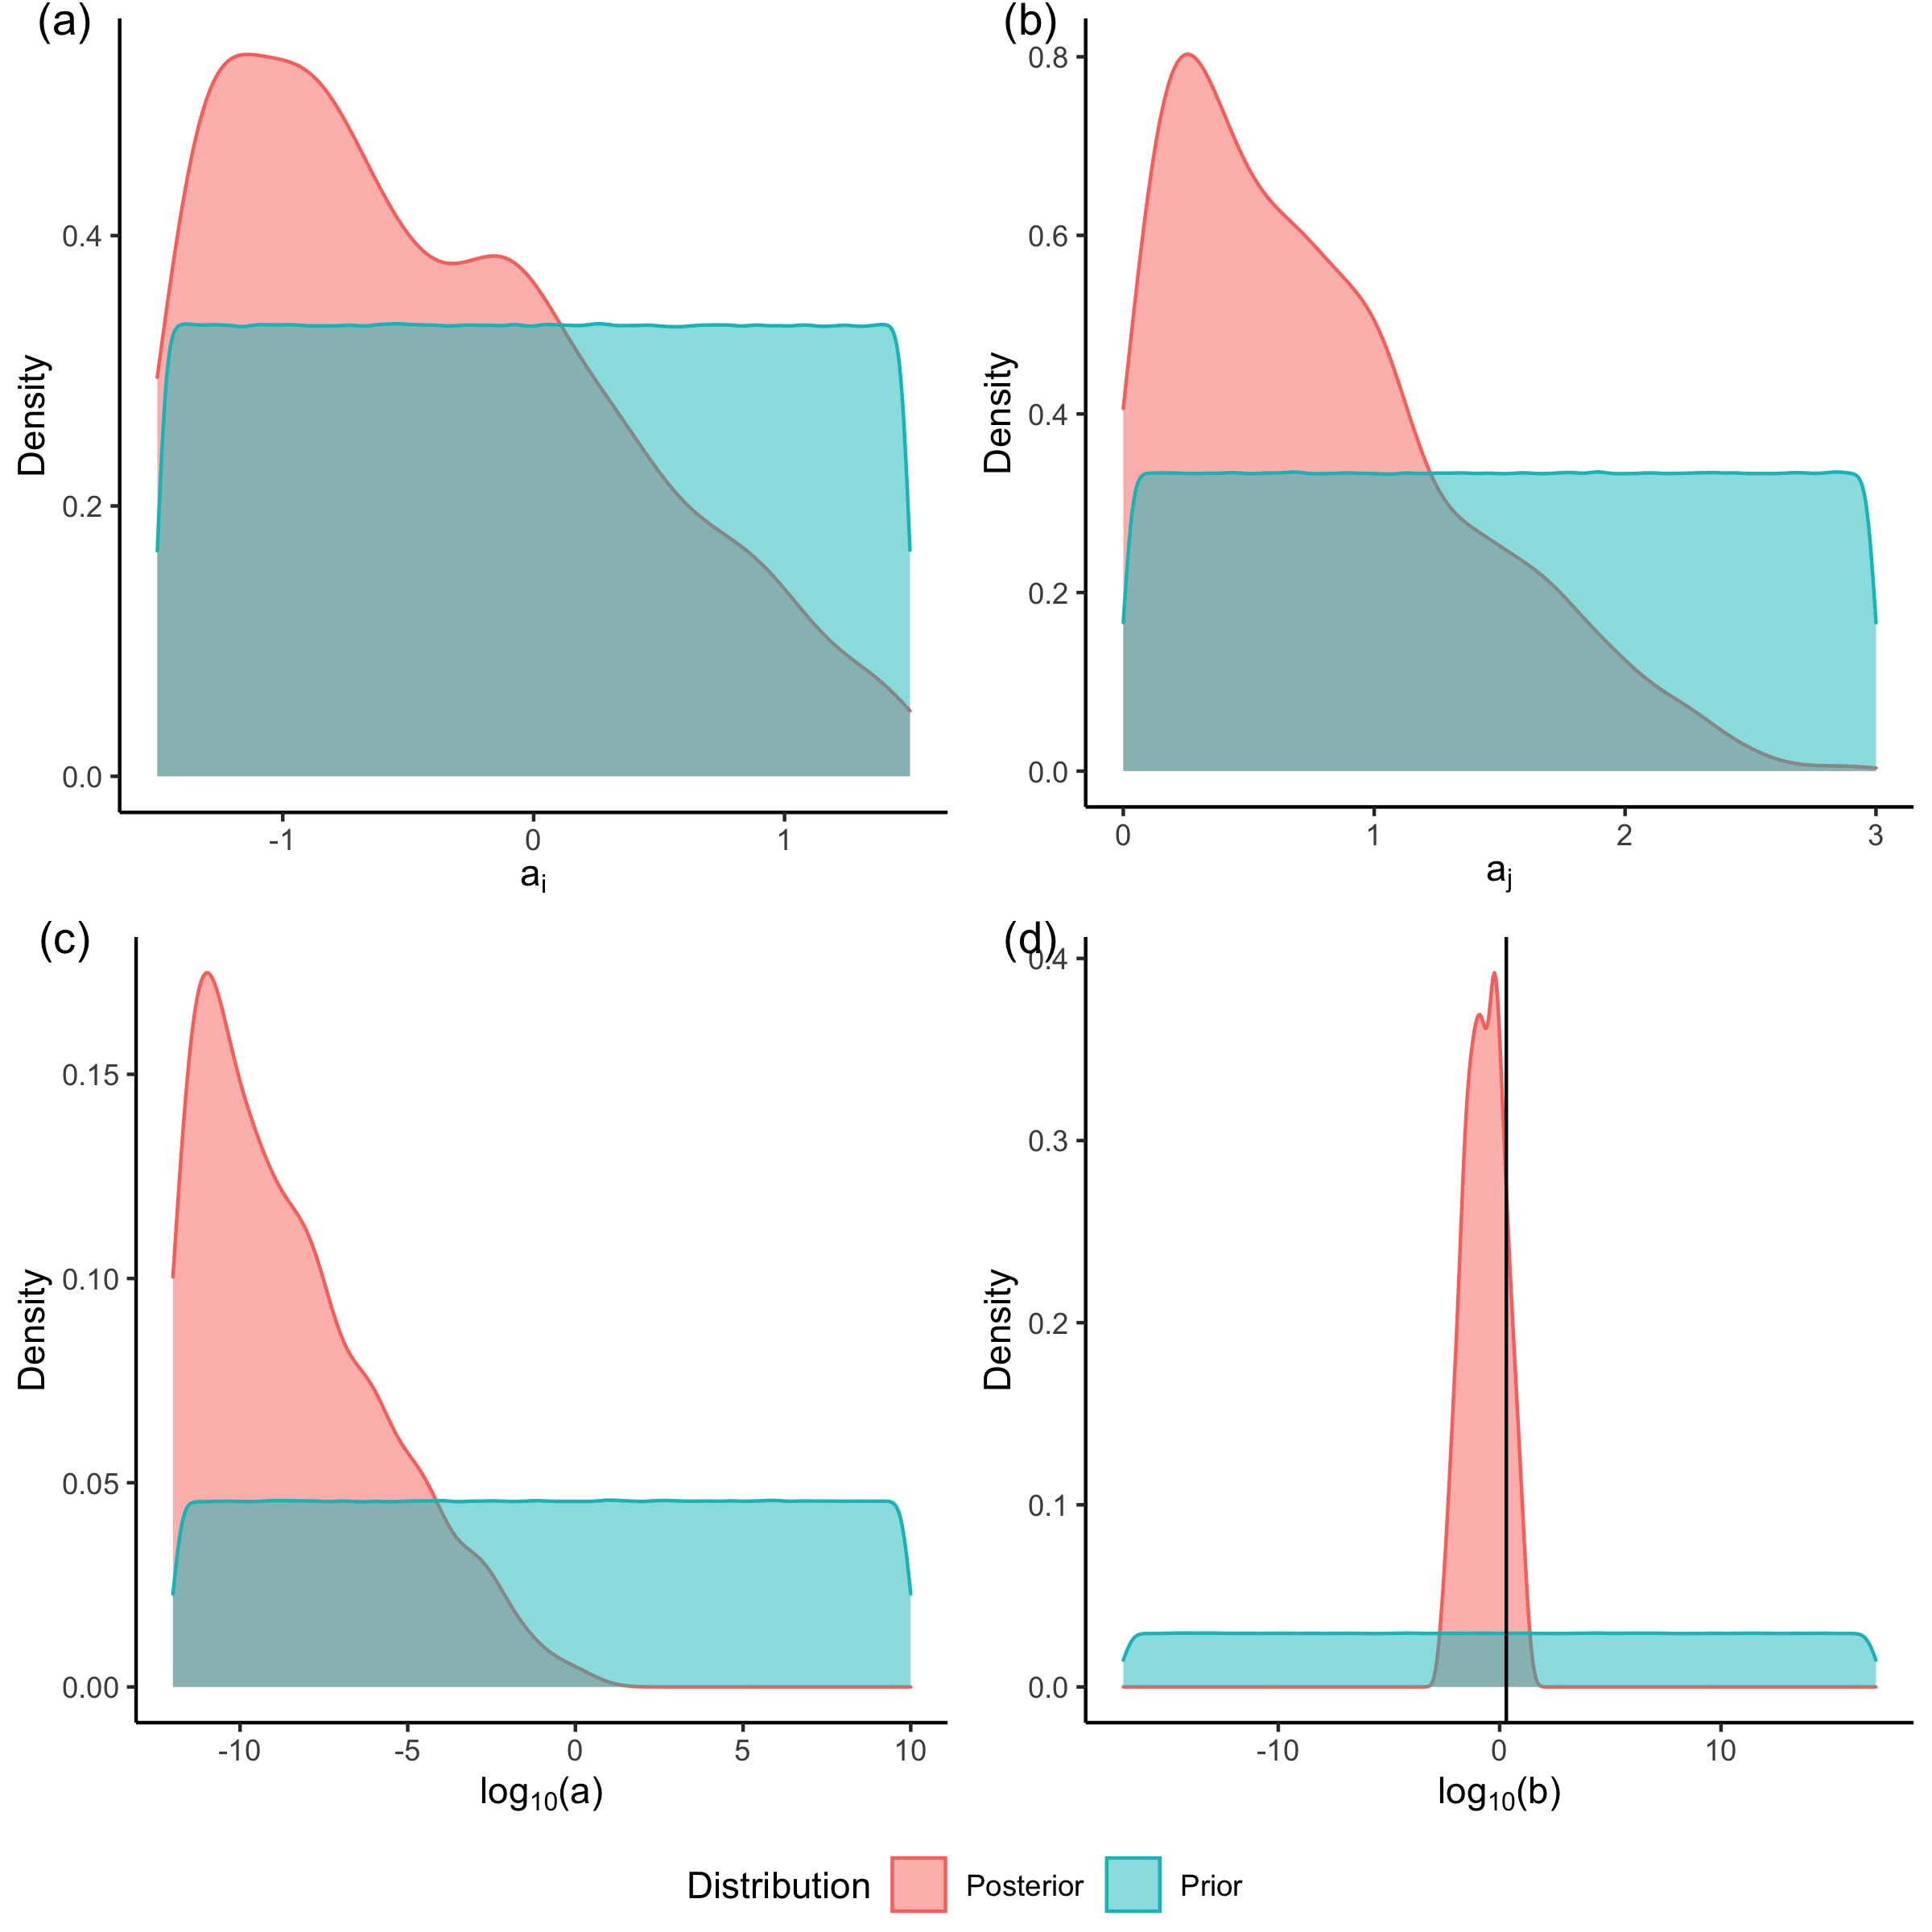 (a)
Density
0.4
0.2
0.0
-1 0 1
a_i
(b)
Density
0.8
0.6
0.4
0.2
0.0
0 1 2 3
a_j
(c)
Density
0.15
0.10
0.05
0.00
-10 -5 0 5 10
log₁₀(a)
(d)
Density
0.4
0.3
0.2
0.1
0.0
-10 0 10
log₁₀(b)
Distribution Posterior Prior